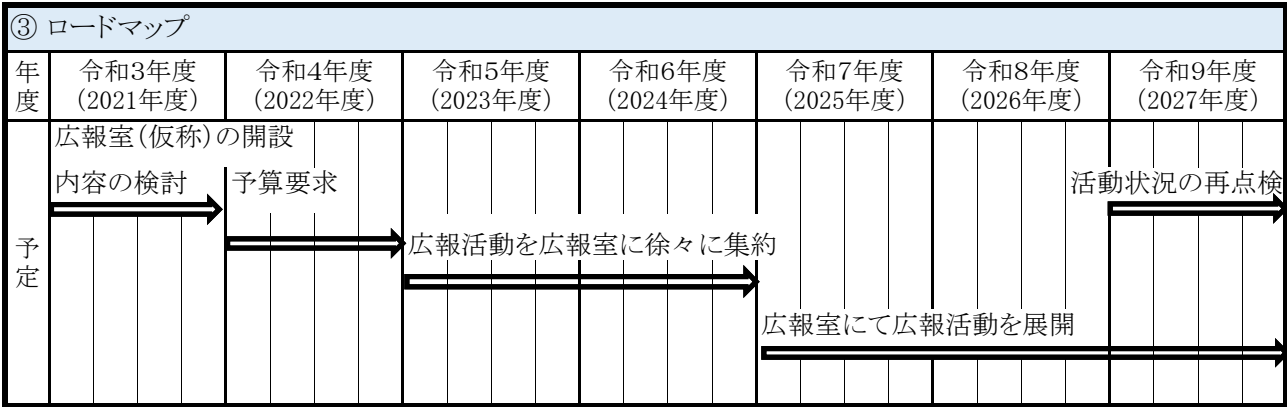 ③ ロードマップ
年度
令和3年度
(2021年度)
令和4年度
(2022年度)
令和5年度
(2023年度)
令和6年度
(2024年度)
令和7年度
(2025年度)
令和8年度
(2026年度)
令和9年度
(2027年度)
予定
広報室(仮称)の開設
内容の検討
予算要求
活動状況の再点検
広報活動を広報室に徐々に集約
広報室にて広報活動を展開